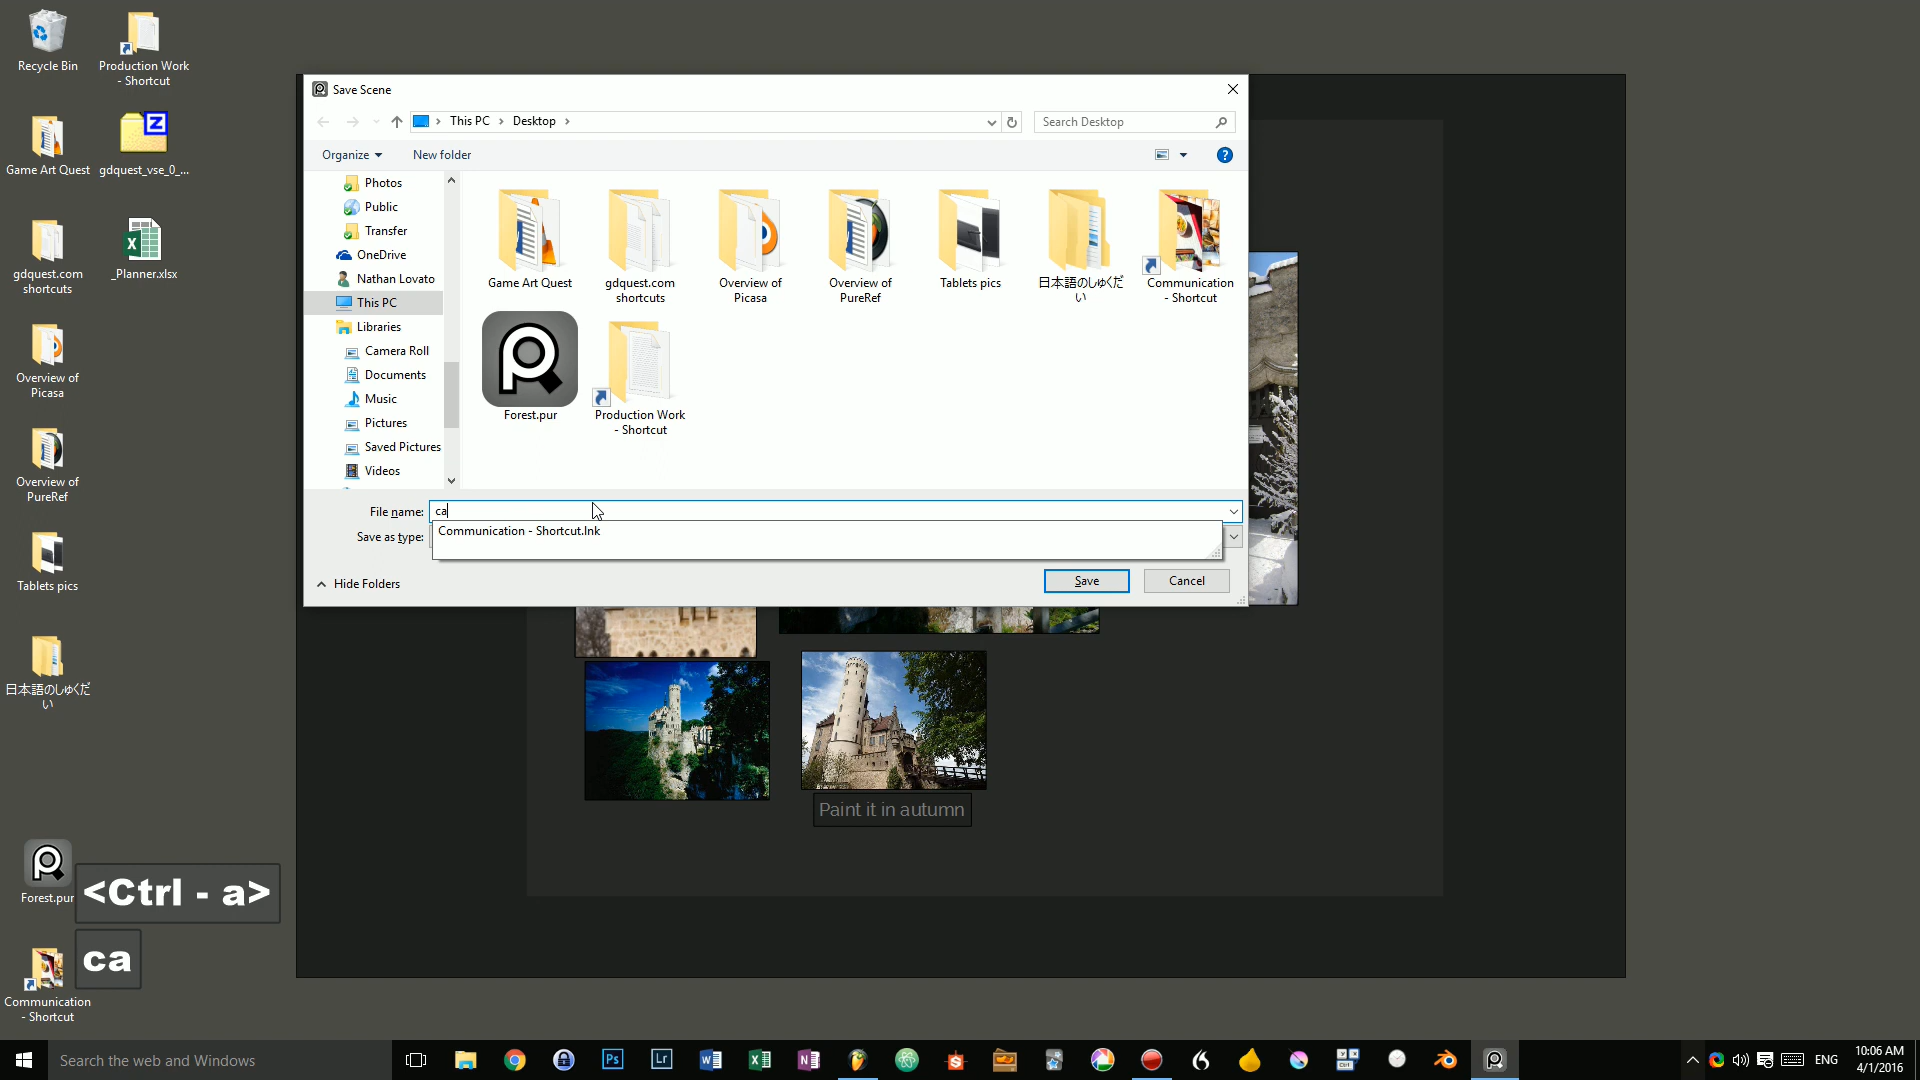 Recycle Bin
Production Work
- Shortcut
Game Art Quest
gdquest_vse_0_...
gdquest.com
shortcuts
_Planner.xlsx
Overview of
Picasa
Overview of
PureRef
Tablets pics
日本語のしゅくだ
い
Forest.pur
Communication
- Shortcut
<Ctrl - a>
ca
Save Scene
This PC
Desktop
Search Desktop
Organize
New folder
Photos
Public
Transfer
OneDrive
Nathan Lovato
This PC
Libraries
Camera Roll
Documents
Music
Pictures
Saved Pictures
Videos
Game Art Quest
gdquest.com
shortcuts
Overview of
Picasa
Overview of
PureRef
Tablets pics
日本語のしゅくだ
い
Communication
- Shortcut
Forest.pur
Production Work
- Shortcut
File name:
ca
Communication - Shortcut.lnk
Save as type:
Hide Folders
Save
Cancel
Paint it in autumn
Search the web and Windows
ENG
10:06 AM
4/1/2016